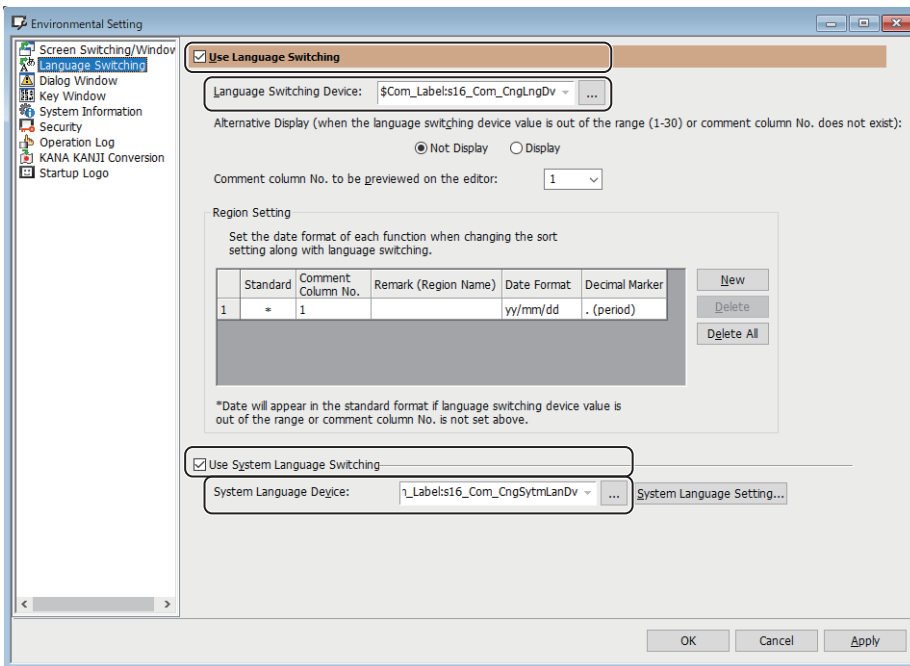 Environmental Setting
Screen Switching/Window
Language Switching
Dialog Window
Key Window
System Information
Security
Operation Log
KANA KANJI Conversion
Startup Logo
Use Language Switching
Language Switching Device: $Com_Label:s16_Com_CngLngDv ...
Alternative Display (when the language switching device value is out of the range (1-30) or comment column No. does not exist):
Not Display Display
Comment column No. to be previewed on the editor: 1
Region Setting
Set the date format of each function when changing the sort
setting along with language switching.
Standard Comment Column No. Remark (Region Name) Date Format Decimal Marker
1 * 1 yy/mm/dd . (period)
New
Delete
Delete All
*Date will appear in the standard format if language switching device value is
out of the range or comment column No. is not set above.
Use System Language Switching
System Language Device: _Label:s16_Com_CngSytmLanDv ... System Language Setting...
OK Cancel Apply